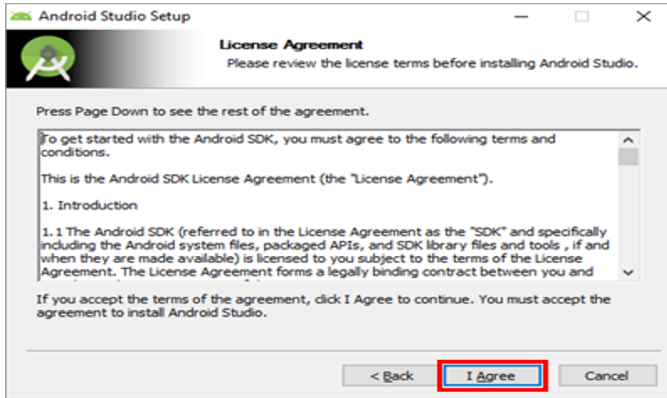 Android Studio Setup
License Agreement
Please review the license terms before installing Android Studio.
Press Page Down to see the rest of the agreement.
To get started with the Android SDK, you must agree to the following terms and
conditions.
This is the Android SDK License Agreement (the "License Agreement").
1. Introduction
1.1 The Android SDK (referred to in the License Agreement as the "SDK" and specifically
including the Android system files, packaged APIs, and SDK library files and tools , if and
when they are made available) is licensed to you subject to the terms of the License
Agreement. The License Agreement forms a legally binding contract between you and
If you accept the terms of the agreement, click I Agree to continue. You must accept the
agreement to install Android Studio.
< Back
I Agree
Cancel